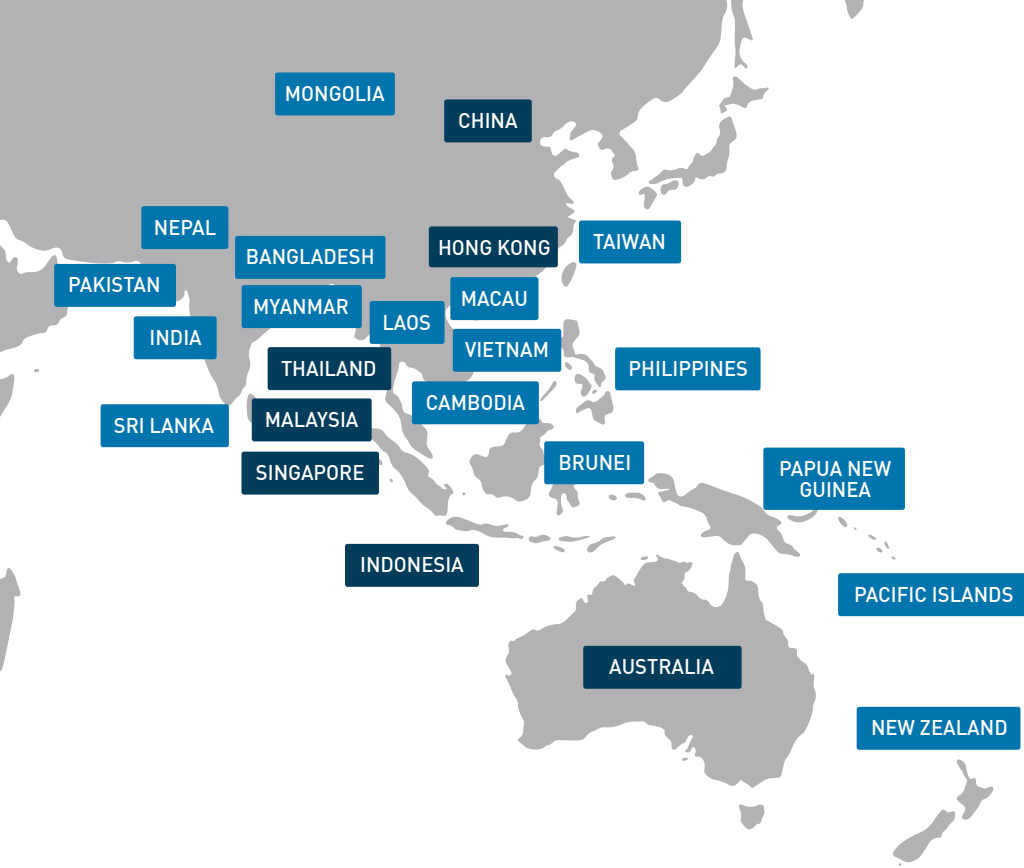 MONGOLIA
CHINA
NEPAL
TAIWAN
HONG KONG
BANGLADESH
PAKISTAN
MACAU
MYANMAR
LAOS
INDIA
VIETNAM
THAILAND
PHILIPPINES
CAMBODIA
MALAYSIA
SRI LANKA
BRUNEI
SINGAPORE
PAPUA NEW
GUINEA
INDONESIA
PACIFIC ISLANDS
AUSTRALIA
NEW ZEALAND